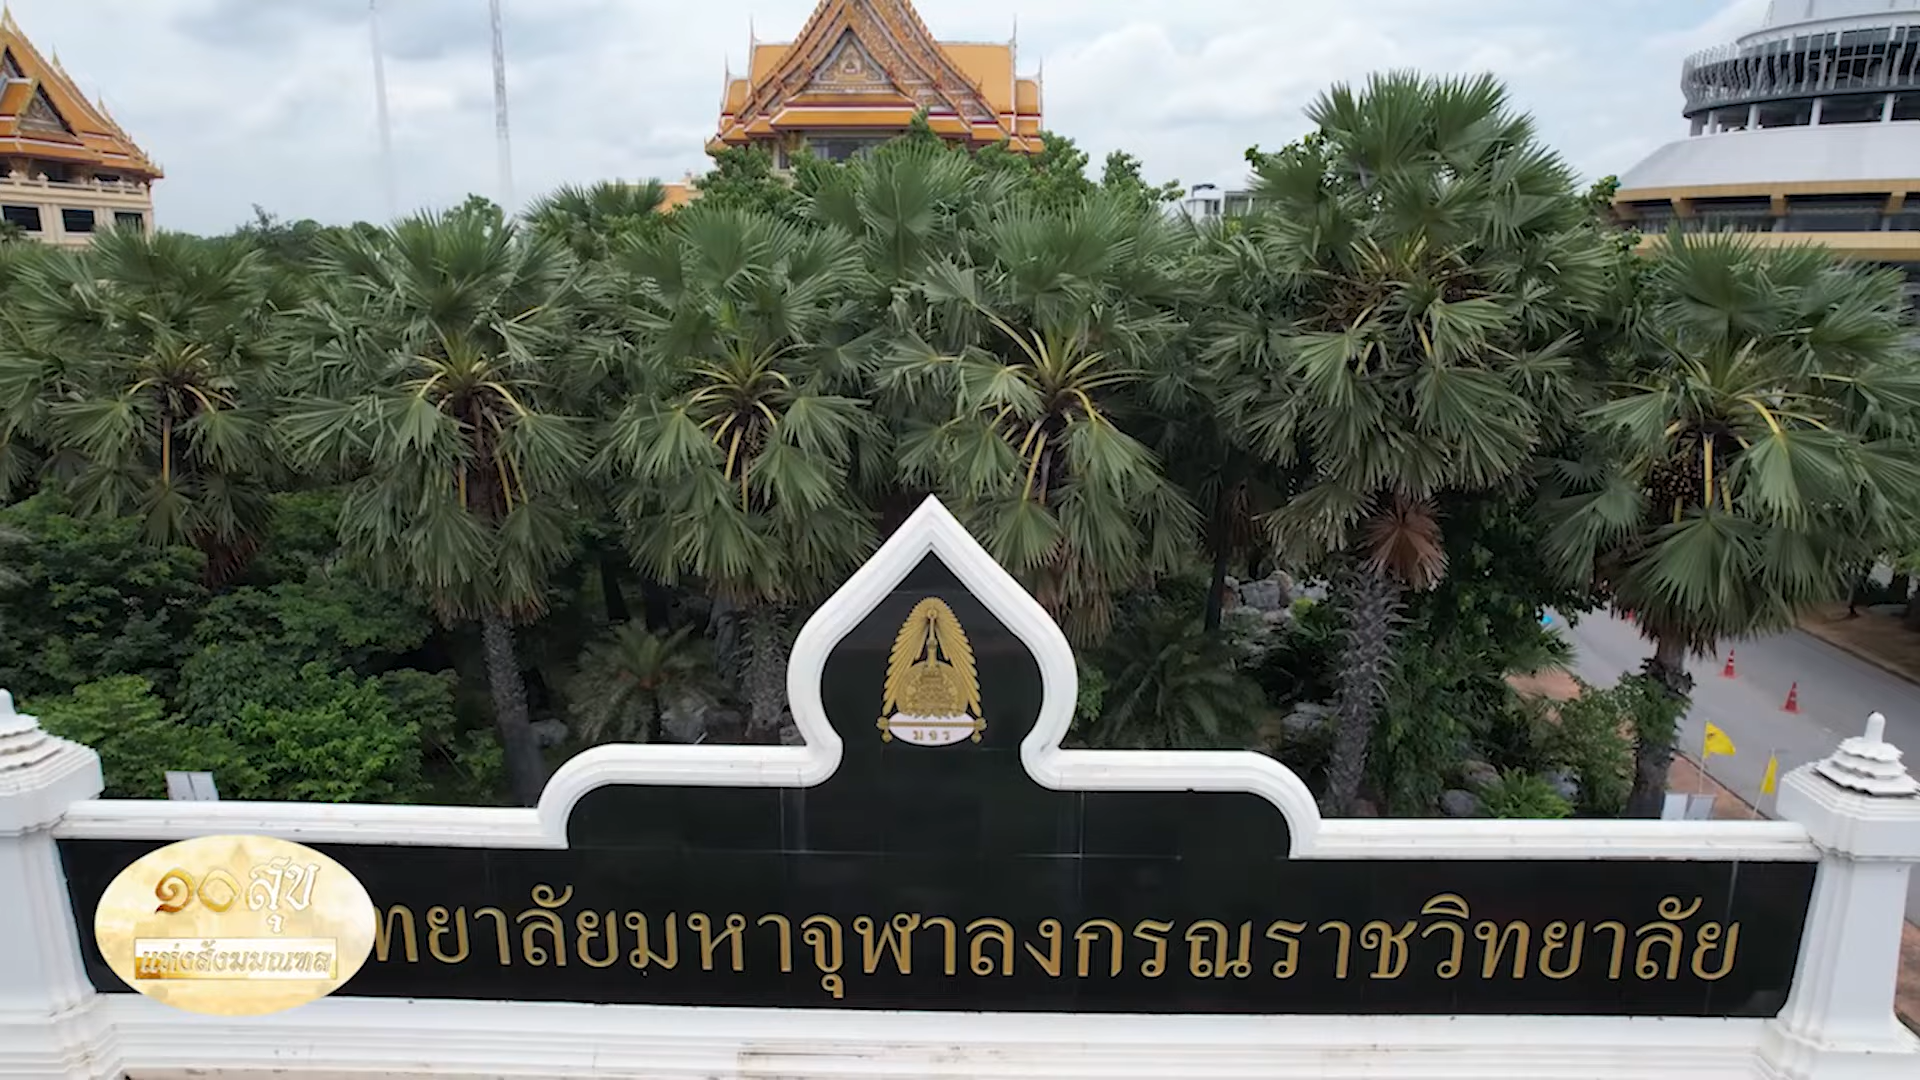 มจร
๑๐ สุข
แห่งสังฆมณฑล
ทยาลัยมหาจุฬาลงกรณราชวิทยาลัย